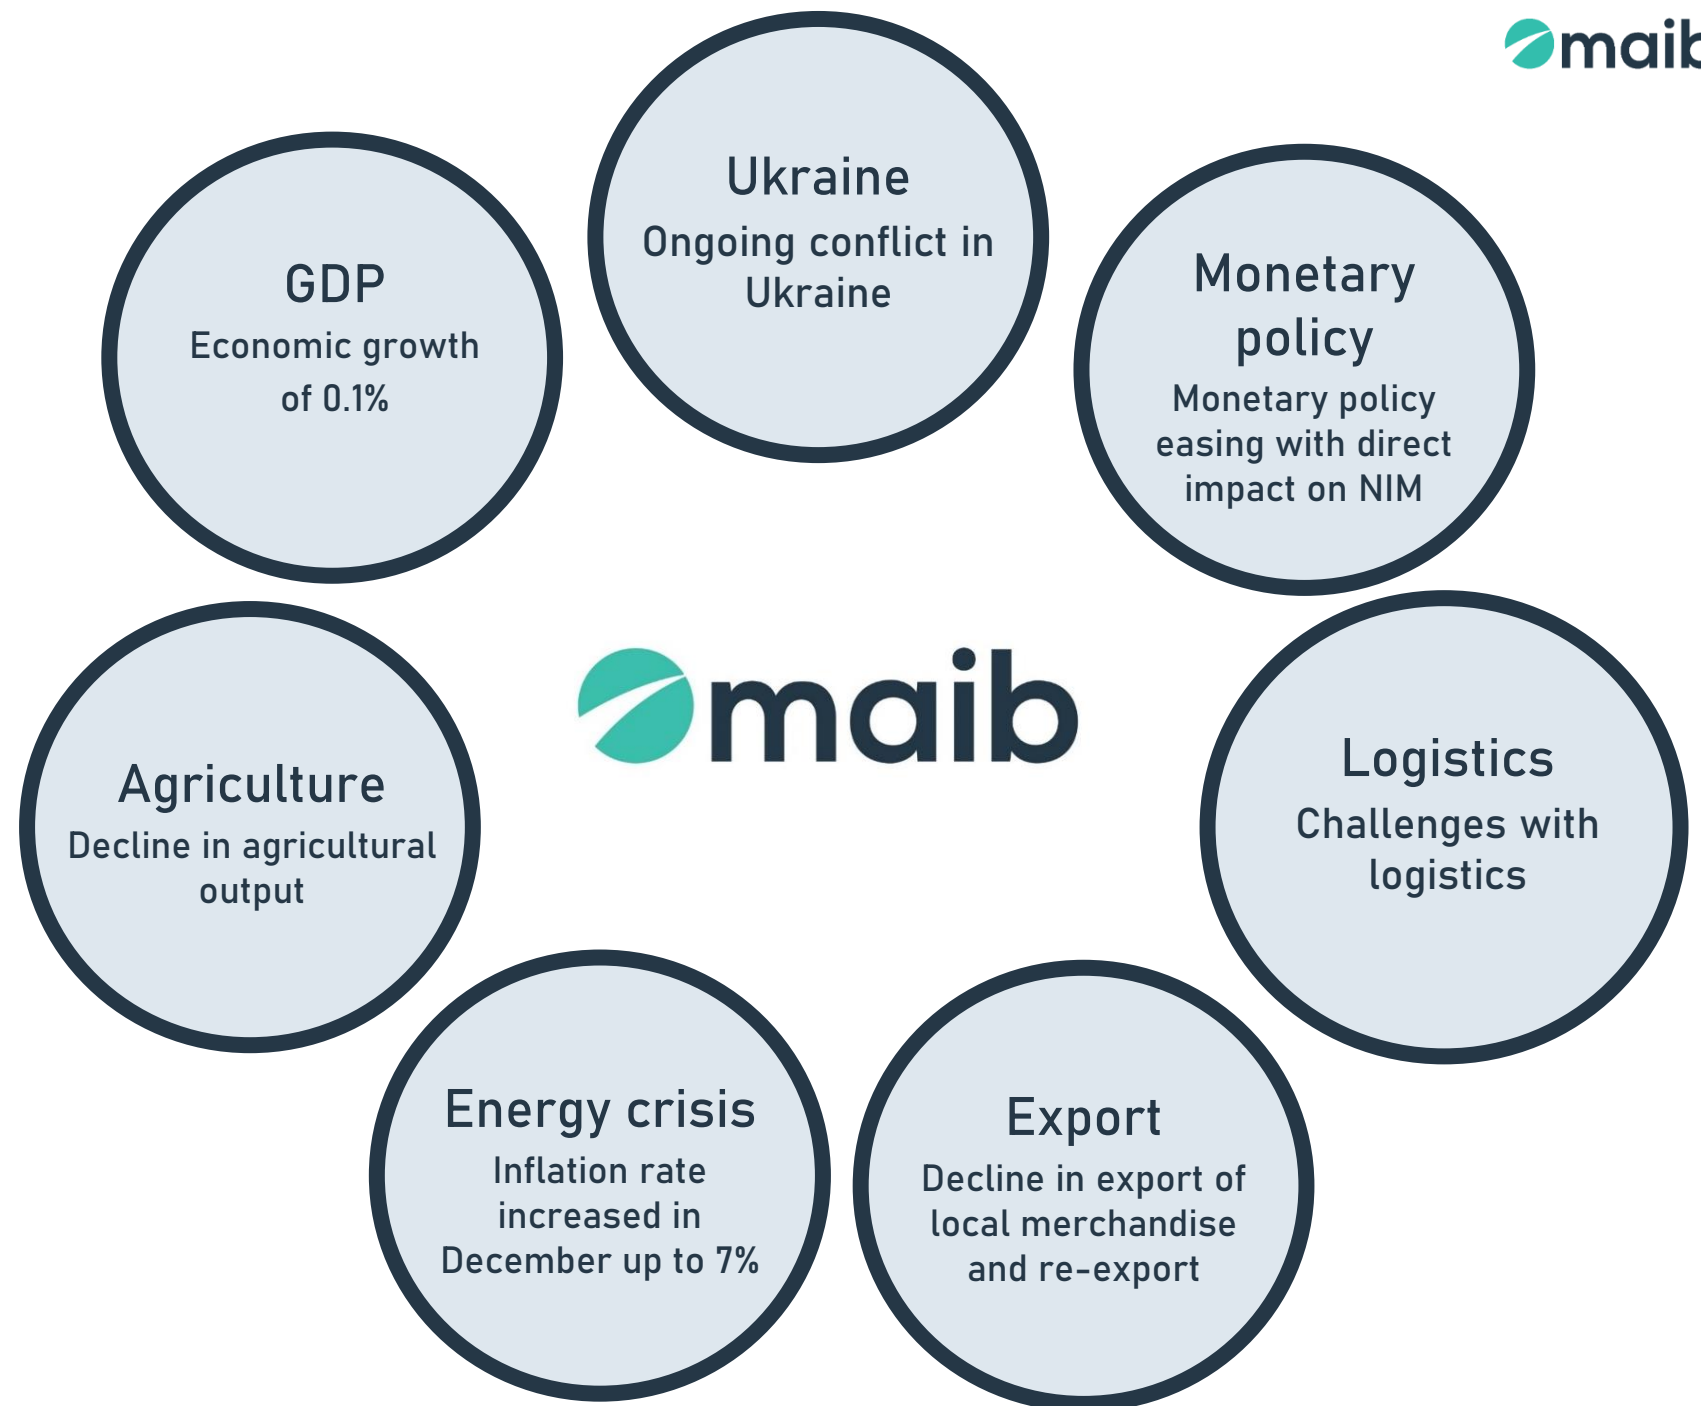 maib
Ukraine
Ongoing conflict in
Ukraine
GDP
Economic growth
of 0.1%
Monetary
policy
Monetary policy
easing with direct
impact on NIM
maib
Agriculture
Decline in agricultural
output
Logistics
Challenges with
logistics
Energy crisis
Inflation rate
increased in
December up to 7%
Export
Decline in export of
local merchandise
and re-export